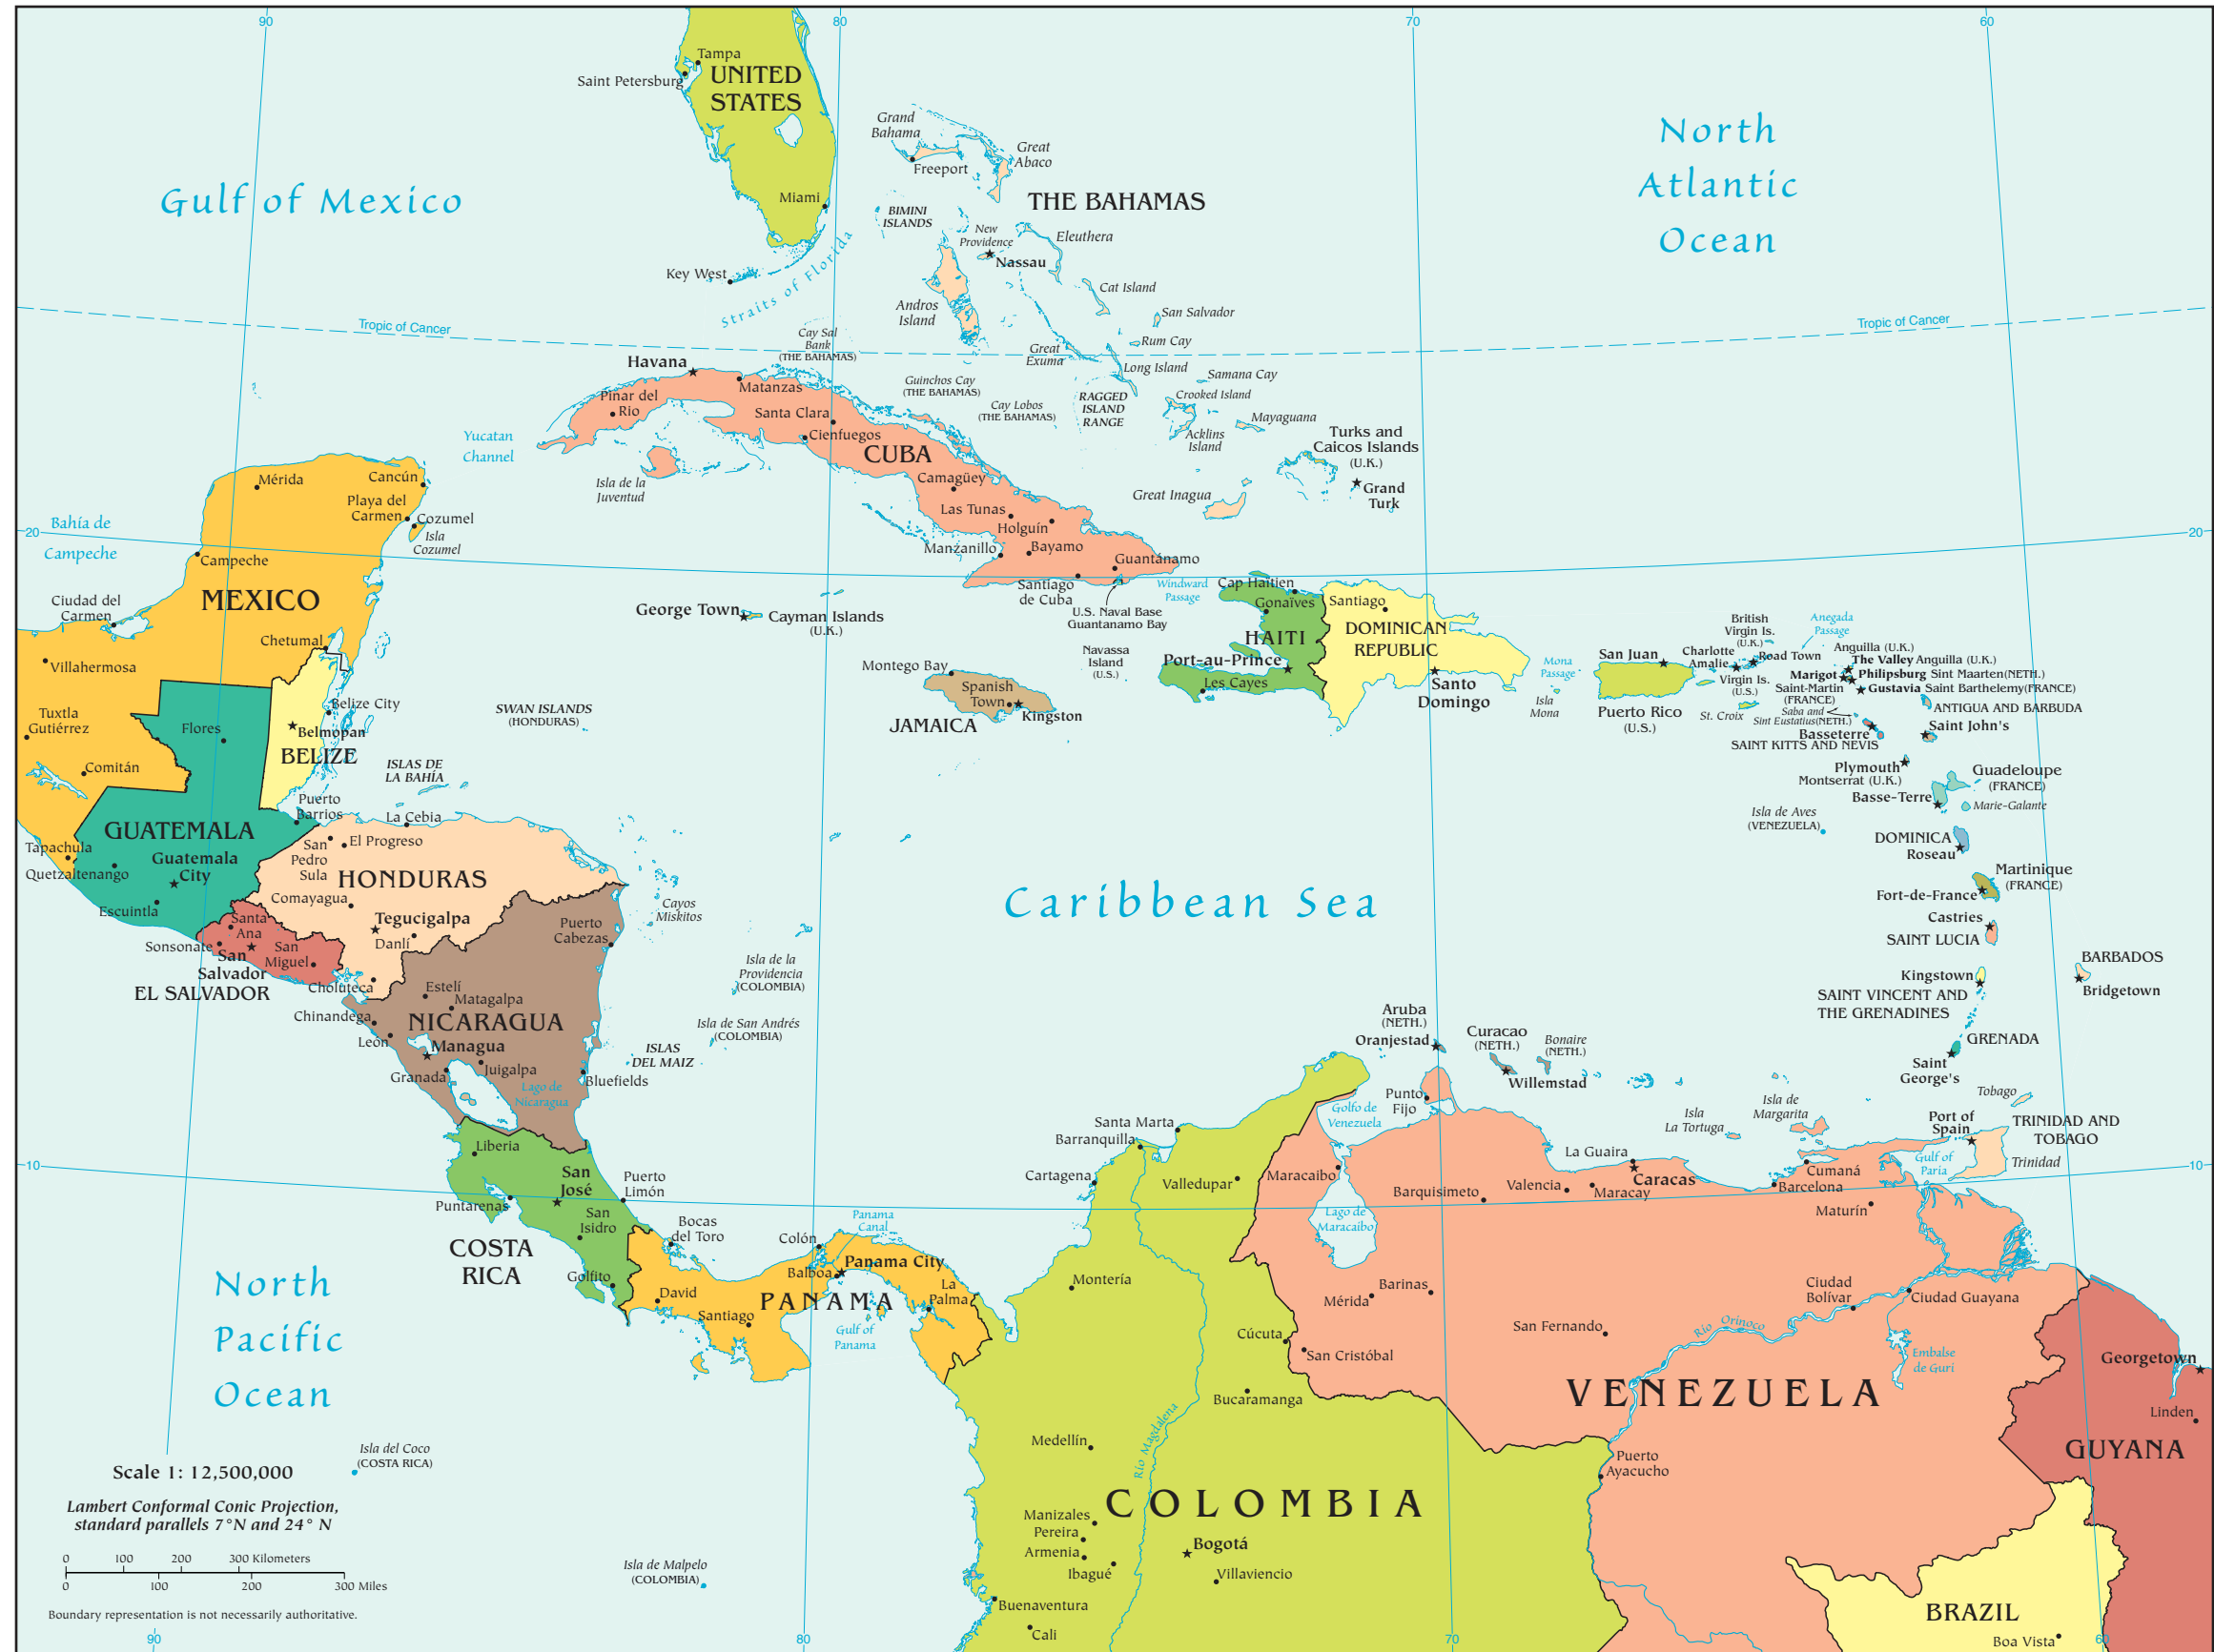 90
80
70
60
Tampa
Saint Petersburg
UNITED
STATES
Miami
Key West
Gulf of Mexico
Straits of Florida
North
Atlantic
Ocean
Grand
Bahama
Freeport
Great
Abaco
THE BAHAMAS
BIMINI
ISLANDS
New
Providence
Nassau
Eleuthera
Andros
Island
Cat Island
San Salvador
Rum Cay
Great
Exuma
Long Island
Samana Cay
Crooked Island
RAGGED
ISLAND
RANGE
Acklins
Island
Mayaguana
Great Inagua
Tropic of Cancer
Tropic of Cancer
Cay Sal
Bank
(THE BAHAMAS)
Guinchos Cay
(THE BAHAMAS)
Cay Lobos
(THE BAHAMAS)
Turks and
Caicos Islands
(U.K.)
Grand
Turk
Havana
Matanzas
Pinar del
Rio
Santa Clara
Cienfuegos
CUBA
Camagüey
Las Tunas
Holguín
Manzanillo
Bayamo
Guantánamo
Santiago
de Cuba
U.S. Naval Base
Guantanamo Bay
Isla de la
Juventud
Yucatan
Channel
Windward
Passage
Mérida
Cancún
Playa del
Carmen
Cozumel
Isla
Cozumel
Bahía de
Campeche
20
20
Campeche
MEXICO
Ciudad del
Carmen
Chetumal
Villahermosa
Tuxtla
Gutiérrez
Comitán
Tapachula
Flores
Belize City
Belmopan
BELIZE
Puerto
Barrios
GUATEMALA
Guatemala
City
Quetzaltenango
Escuintla
SWAN ISLANDS
(HONDURAS)
ISLAS DE
LA BAHÍA
La Cebia
San
Pedro
Sula
El Progreso
HONDURAS
Comayagua
Tegucigalpa
Danlí
Choluteca
Santa
Ana
Sonsonate
San
Salvador
San
Miguel
EL SALVADOR
Cayos
Miskitos
Puerto
Cabezas
Estelí
Matagalpa
Chinandega
NICARAGUA
León
Managua
Juigalpa
Granada
Lago de
Nicaragua
Bluefields
ISLAS
DEL MAIZ
Isla de la
Providencia
(COLOMBIA)
Isla de San Andrés
(COLOMBIA)
George Town
Cayman Islands
(U.K.)
Montego Bay
Spanish
Town
Kingston
JAMAICA
Navassa
Island
(U.S.)
Cap Haïtien
Gonaïves
HAITI
Port-au-Prince
Les Cayes
Santiago
DOMINICAN
REPUBLIC
Santo
Domingo
Mona
Passage
Isla
Mona
San Juan
Puerto Rico
(U.S.)
British
Virgin Is.
(U.K.)
Charlotte
Amalie
Road Town
Virgin Is.
(U.S.)
St. Croix
Anegada
Passage
Anguilla (U.K.)
The Valley Anguilla (U.K.)
Marigot
Philipsburg Sint Maarten(NETH.)
Saint-Martin
(FRANCE)
Gustavia Saint Barthelemy(FRANCE)
Saba and
Sint Eustatius(NETH.)
ANTIGUA AND BARBUDA
Saint John's
Basseterre
SAINT KITTS AND NEVIS
Plymouth
Montserrat (U.K.)
Guadeloupe
(FRANCE)
Basse-Terre
Marie-Galante
Isla de Aves
(VENEZUELA)
DOMINICA
Roseau
Martinique
(FRANCE)
Fort-de-France
Castries
SAINT LUCIA
BARBADOS
Bridgetown
Kingstown
SAINT VINCENT AND
THE GRENADINES
GRENADA
Saint
George's
Tobago
Port of
Spain
TRINIDAD AND
TOBAGO
Trinidad
Gulf of
Paria
Caribbean Sea
Aruba
(NETH.)
Oranjestad
Curacao
(NETH.)
Willemstad
Bonaire
(NETH.)
Isla
La Tortuga
Isla de
Margarita
10
10
Liberia
San
José
Puntarenas
Puerto
Limón
San
Isidro
COSTA
RICA
Golfito
Bocas
del Toro
David
Santiago
Colón
Panama
Canal
Balboa
Panama City
PANAMA
La
Palma
Gulf of
Panama
North
Pacific
Ocean
Isla del Coco
(COSTA RICA)
Isla de Malpelo
(COLOMBIA)
Santa Marta
Barranquilla
Cartagena
Valledupar
Montería
Cúcuta
Bucaramanga
Medellín
Río Magdalena
COLOMBIA
Manizales
Pereira
Armenia
Ibagué
Bogotá
Villaviencio
Buenaventura
Cali
Golfo de
Venezuela
Punto
Fijo
Maracaibo
Lago de
Maracaibo
Barquisimeto
Valencia
La Guaira
Caracas
Maracay
Barcelona
Cumaná
Maturín
Barinas
Mérida
San Cristóbal
San Fernando
Río Orinoco
Ciudad
Bolívar
Ciudad Guayana
Embalse
de Guri
VENEZUELA
Puerto
Ayacucho
Georgetown
Linden
GUYANA
BRAZIL
Boa Vista
Scale 1: 12,500,000
Lambert Conformal Conic Projection,
standard parallels 7°N and 24° N
0 100 200 300 Kilometers
0 100 200 300 Miles
Boundary representation is not necessarily authoritative.
90
80
70
60